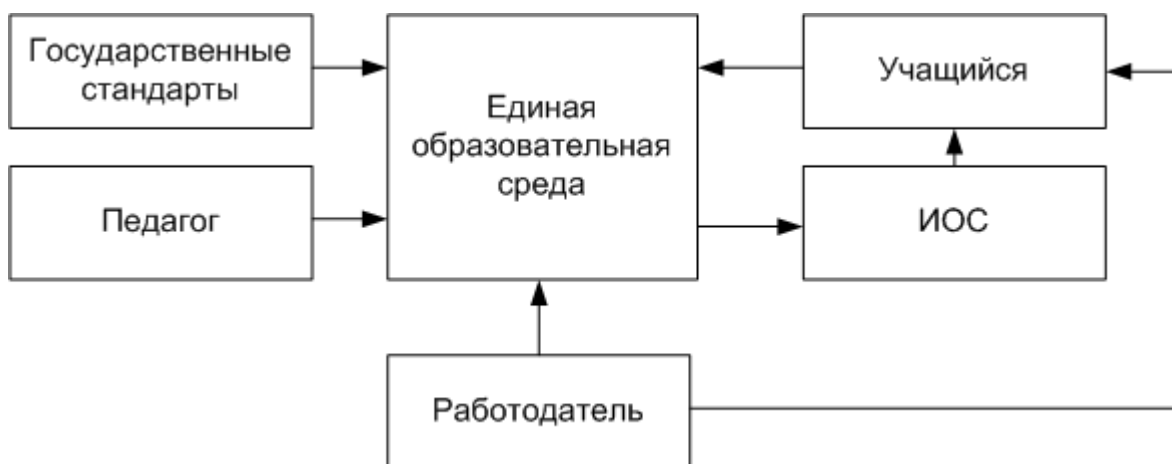 Государственные
стандарты
Педагог
Единая
образовательная
среда
Учащийся
ИОС
Работодатель